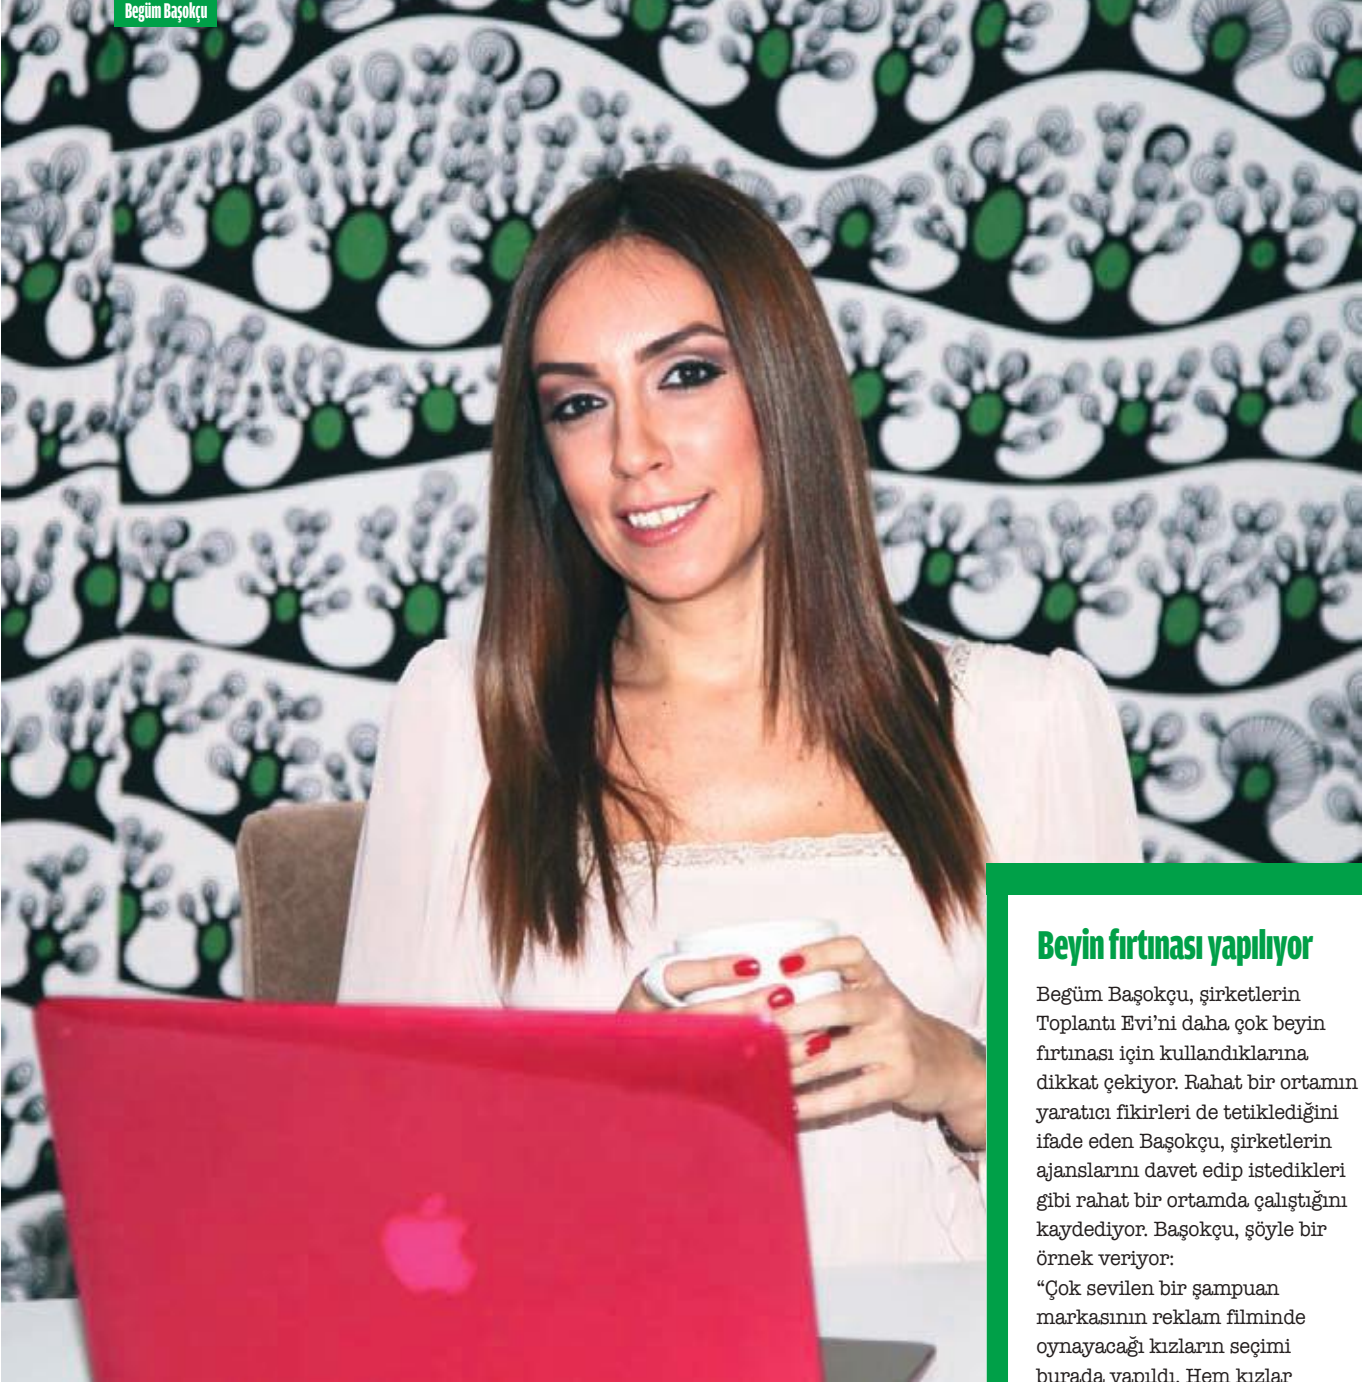 Begüm Başokçu
Beyin fırtınası yapılıyor
Begüm Başokçu, şirketlerin
Toplantı Evi’ni daha çok beyin
fırtınası için kullandıklarına
dikkat çekiyor. Rahat bir ortamın
yaratıcı fikirleri de tetiklediğini
ifade eden Başokçu, şirketlerin
ajanslarını davet edip istedikleri
gibi rahat bir ortamda çalıştığını
kaydediyor. Başokçu, şöyle bir
örnek veriyor:
“Çok sevilen bir şampuan
markasının reklam filminde
oynayacağı kızların seçimi
burada yapıldı. Hem kızlar